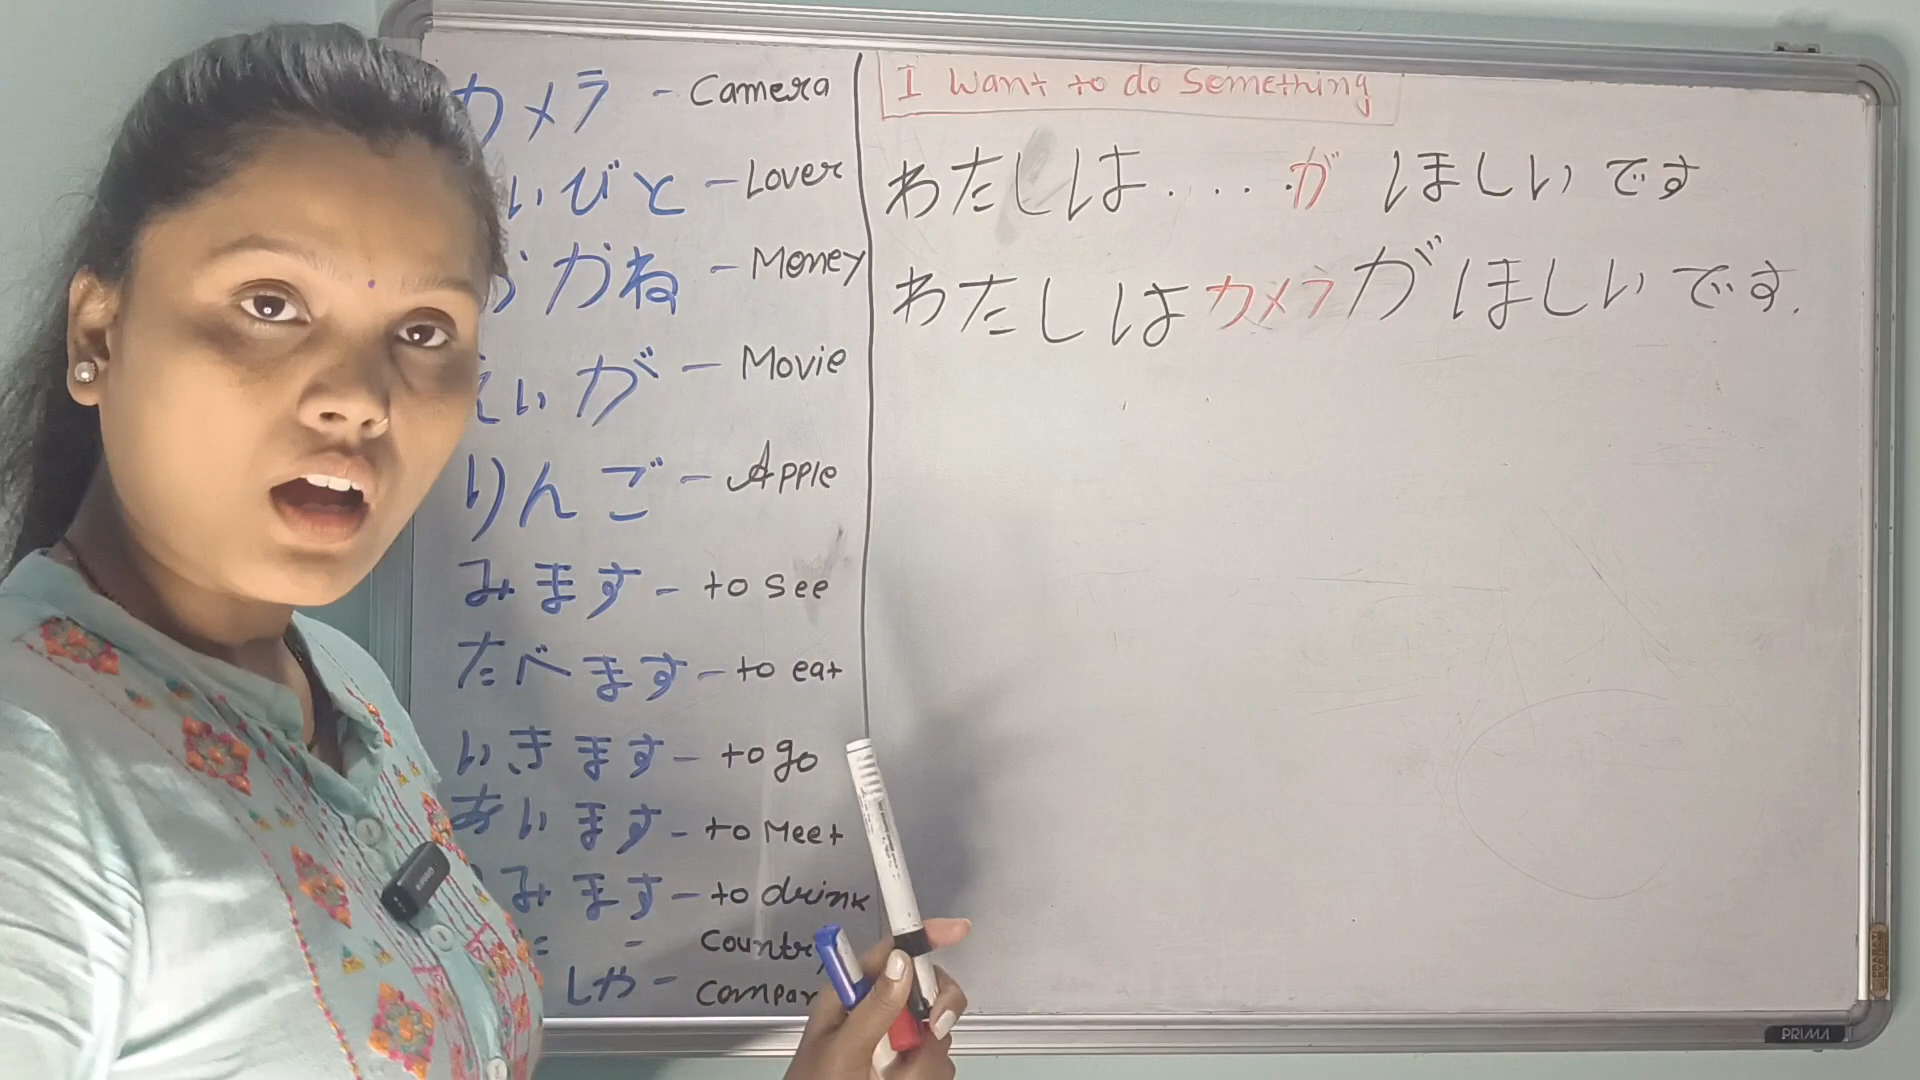 カメラ - Camera
いびと - Lover
かね - Money
えいが - Movie
りんご - Apple
みます - to see
たべます - to eat
いきます - to go
あいます - to Meet
みます - to drink
- Country
しゃ - Compan
I Want to do Something
わたしは.....が ほしいです
わたしはカメラがほしいです.
PRIMA